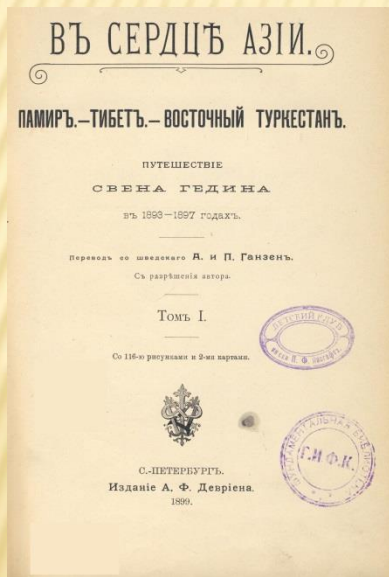 ВЪ СЕРДЦѢ АЗІИ.
ПАМИРЪ.—ТИБЕТЪ.—ВОСТОЧНЫЙ ТУРКЕСТАНЪ.
ПУТЕШЕСТВІЕ
СВЕНА ГЕДИНА
въ 1893—1897 годахъ.
Переводъ со шведскаго А. и П. Ганзенъ.
Съ разрѣшенія автора.
Томъ I.
Со 116-ю рисунками и 2-мя картами.
С.-ПЕТЕРБУРГЪ.
Изданіе А. Ф. Девріена.
1899.
Г.И Ф.К.